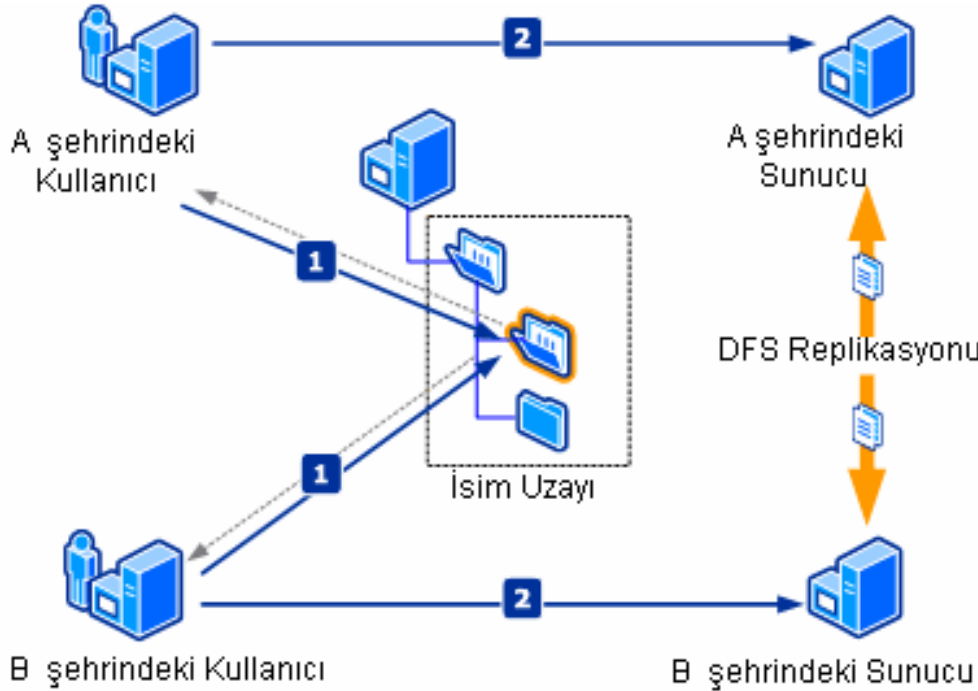 2
A şehrindeki
Kullanıcı
A şehrindeki
Sunucu
1
DFS Replikasyonu
1
İsim Uzayı
2
B şehrindeki Kullanıcı
B şehrindeki Sunucu